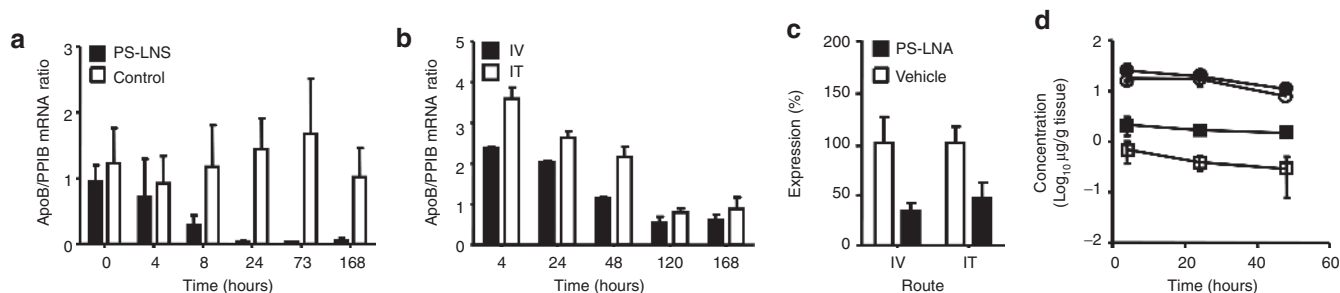 a
PS-LNS
Control
ApoB/PPIB mRNA ratio
3
2
1
0
0 4 8 24 73 168
Time (hours)
b
IV
IT
ApoB/PPIB mRNA ratio
5
4
3
2
1
0
4 24 48 120 168
Time (hours)
c
PS-LNA
Vehicle
Expression (%)
200
150
100
50
0
IV IT
Route
d
Concentration
(Log10 µg/g tissue)
2
1
0
−1
−2
0 20 40 60
Time (hours)